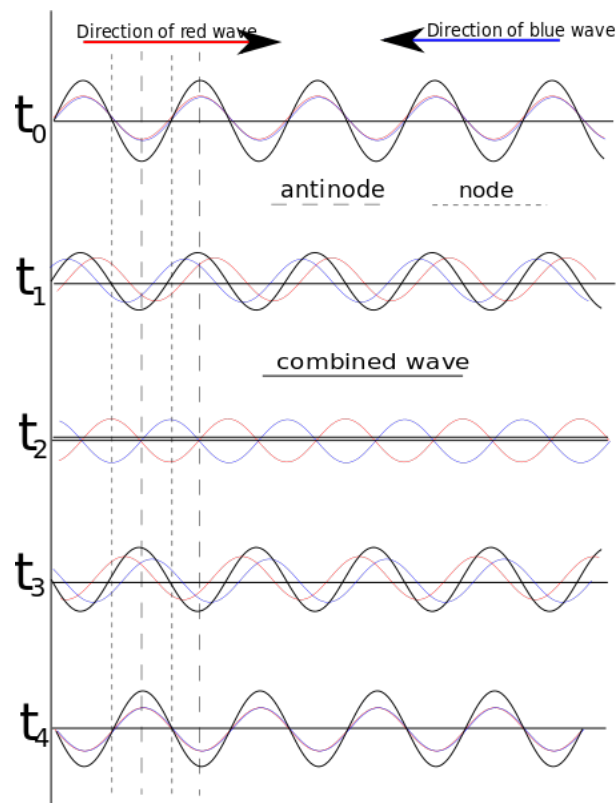 Direction of red wave
Direction of blue wave
t0
antinode
node
t1
combined wave
t2
t3
t4